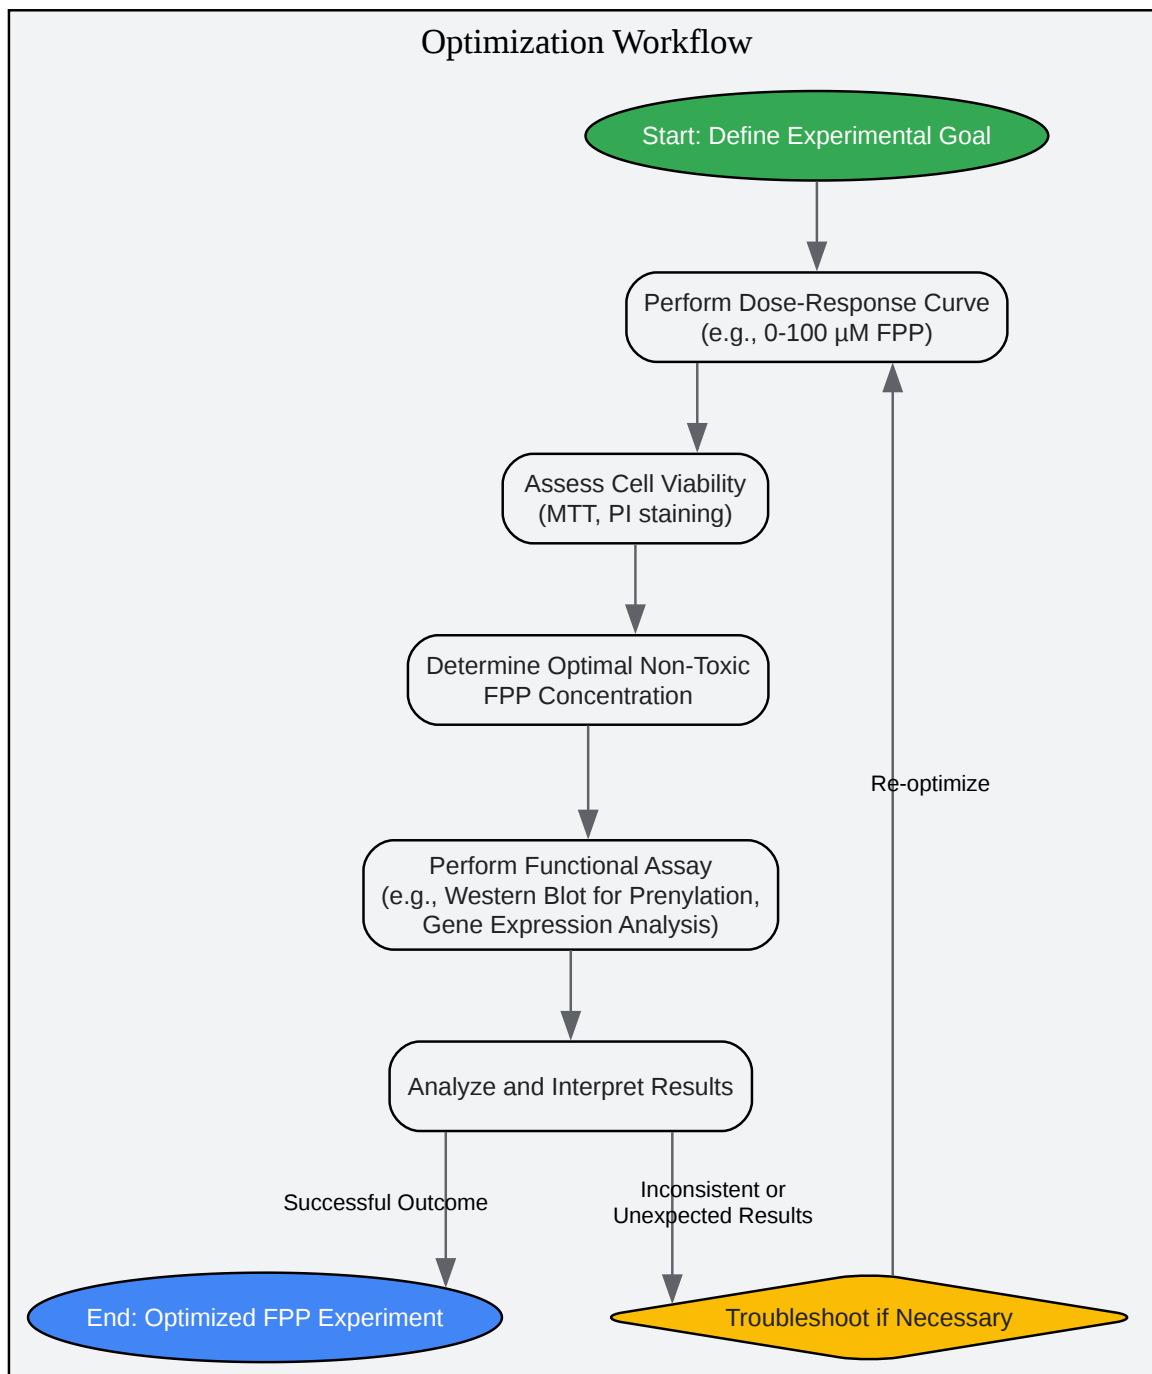 Optimization Workflow
Start: Define Experimental Goal
Perform Dose-Response Curve
(e.g., 0-100 µM FPP)
Assess Cell Viability
(MTT, PI staining)
Determine Optimal Non-Toxic
FPP Concentration
Re-optimize
Perform Functional Assay
(e.g., Western Blot for Prenylation,
Gene Expression Analysis)
Analyze and Interpret Results
Successful Outcome
Inconsistent or
Unexpected Results
End: Optimized FPP Experiment
Troubleshoot if Necessary